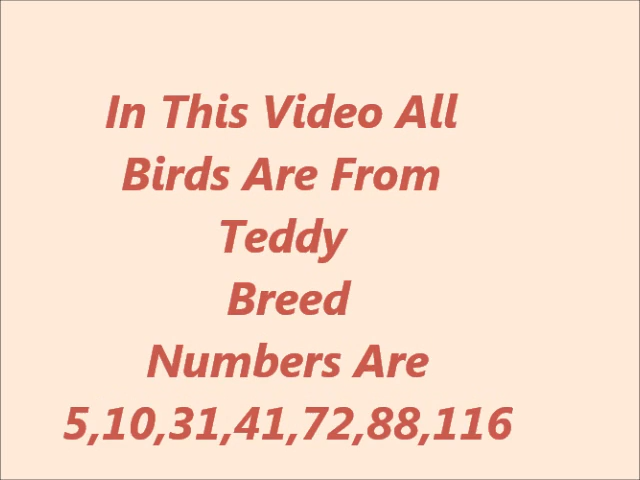 In This Video All
Birds Are From
Teddy
Breed
Numbers Are
5,10,31,41,72,88,116